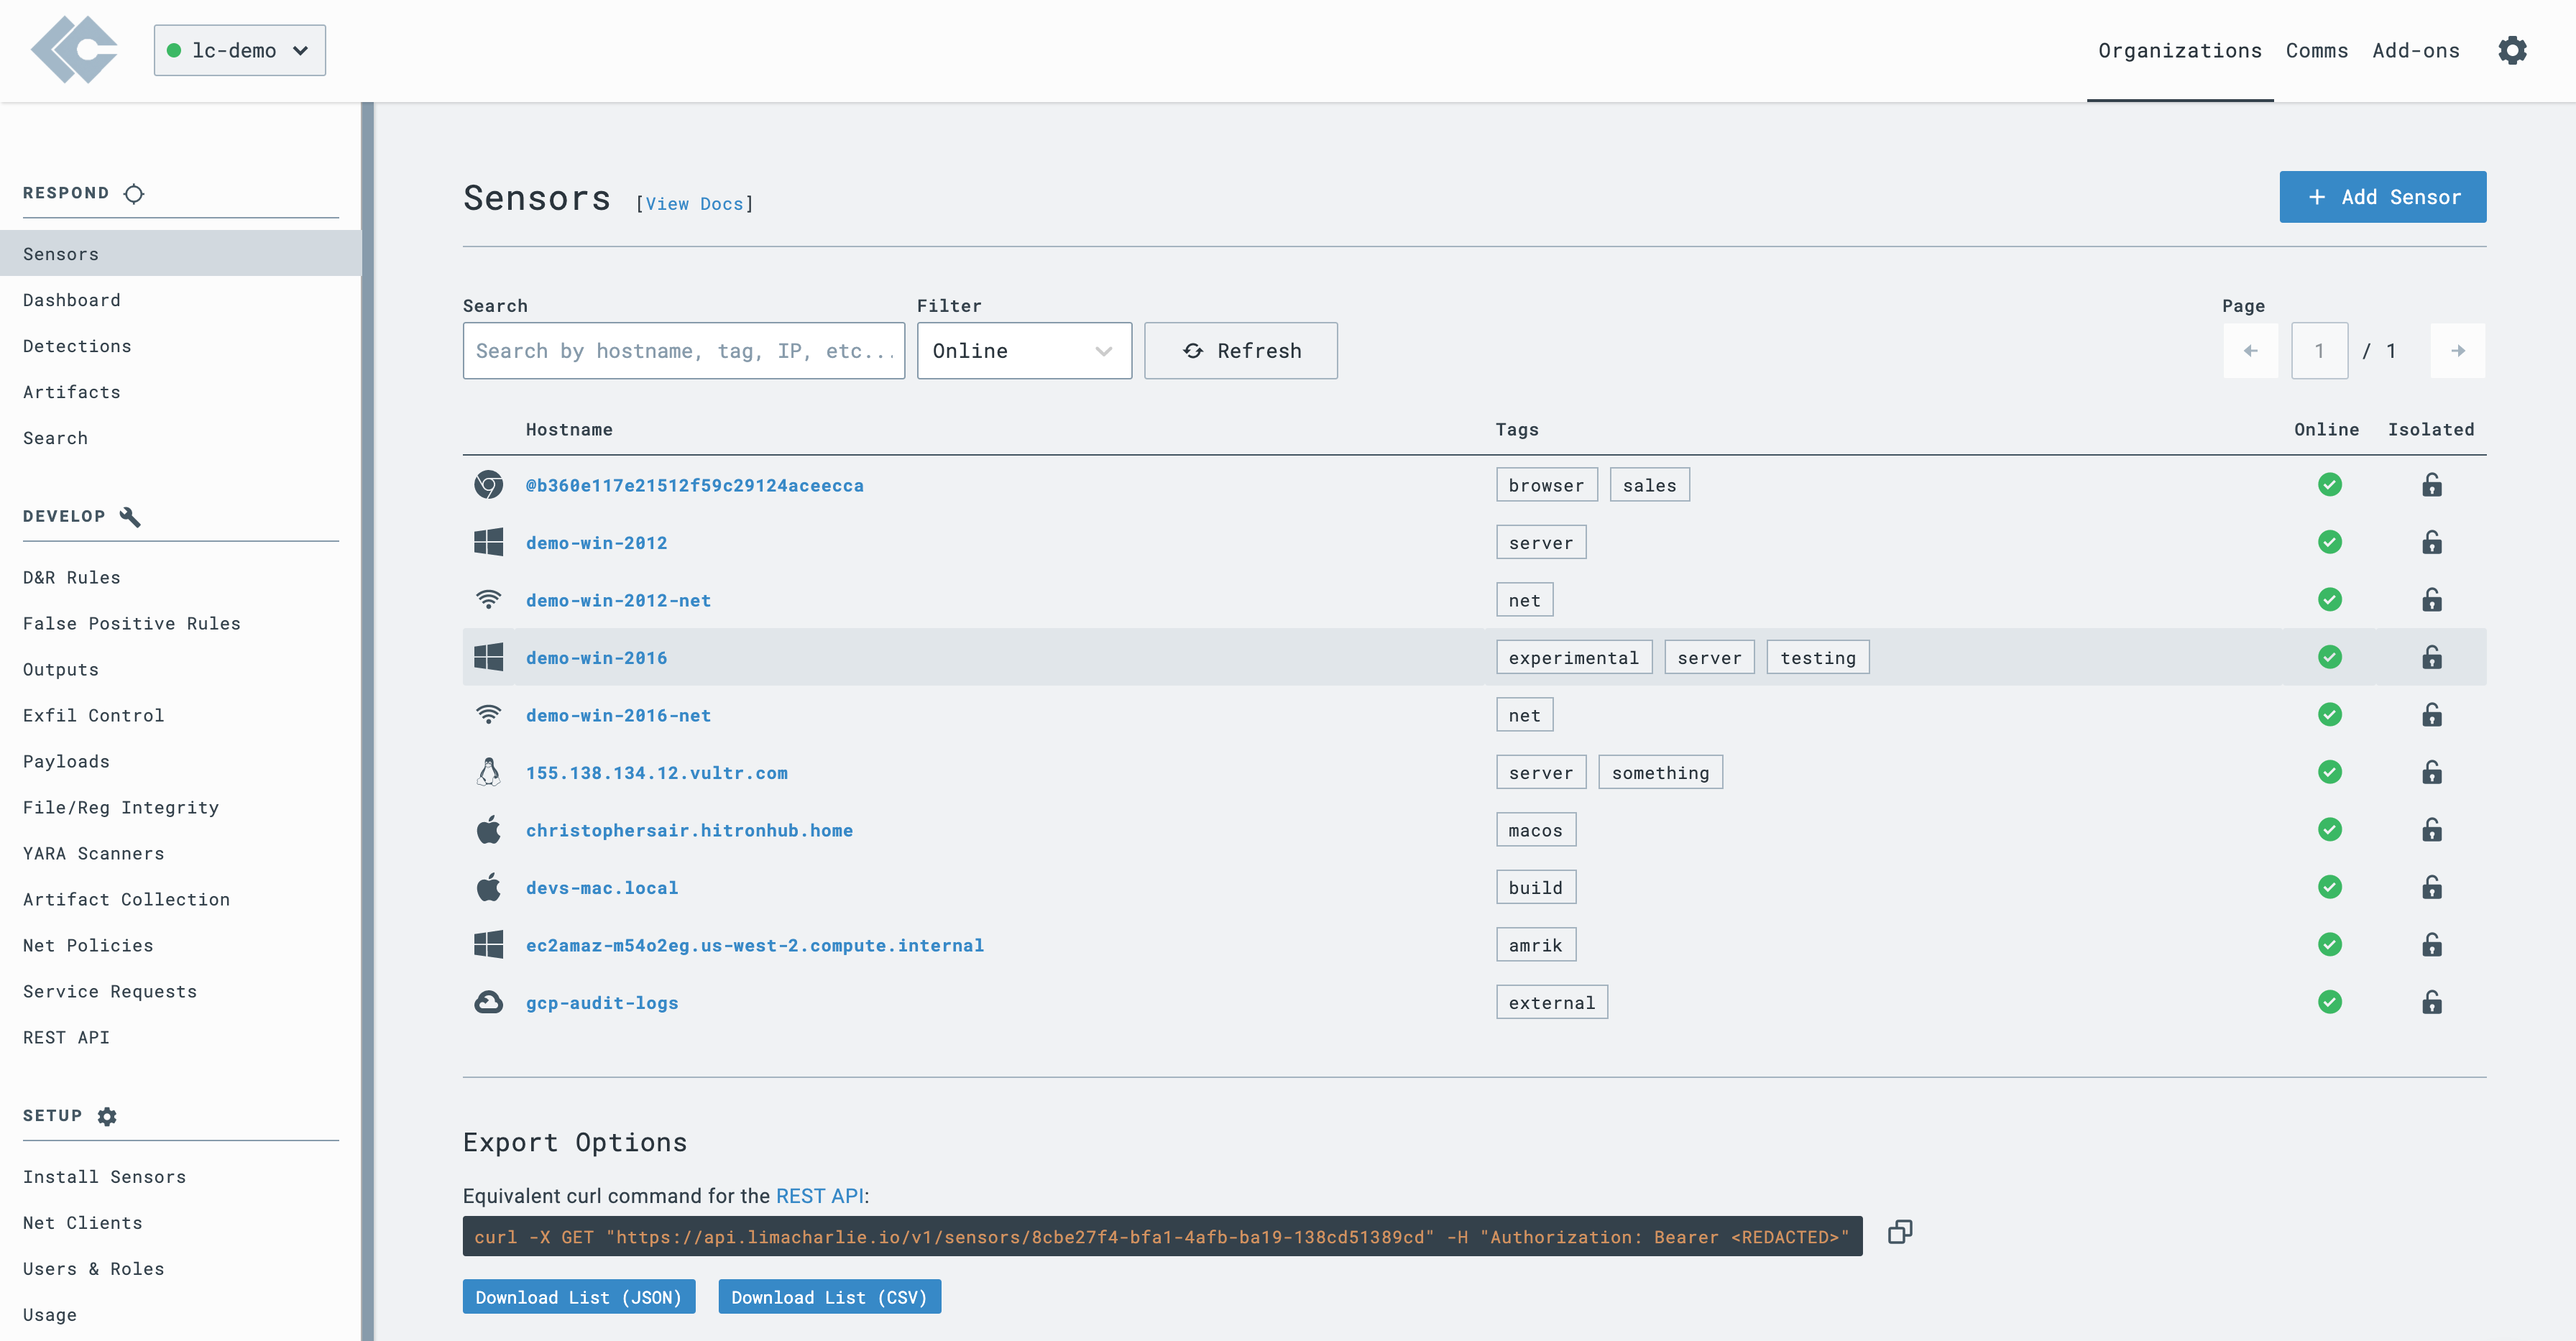 lc-demo
Organizations Comms Add-ons
RESPOND
Sensors
Dashboard
Detections
Artifacts
Search
DEVELOP
D&R Rules
False Positive Rules
Outputs
Exfil Control
Payloads
File/Reg Integrity
YARA Scanners
Artifact Collection
Net Policies
Service Requests
REST API
SETUP
Install Sensors
Net Clients
Users & Roles
Usage
Sensors [View Docs]
+ Add Sensor
Search Filter Page
Search by hostname, tag, IP, etc... Online Refresh 1 / 1
Hostname Tags Online Isolated
@b360e117e21512f59c29124aceecca browser sales
demo-win-2012 server
demo-win-2012-net net
demo-win-2016 experimental server testing
demo-win-2016-net net
155.138.134.12.vultr.com server something
christophersair.hitronhub.home macos
devs-mac.local build
ec2amaz-m54o2eg.us-west-2.compute.internal amrik
gcp-audit-logs external
Export Options
Equivalent curl command for the REST API:
curl -X GET "https://api.limacharlie.io/v1/sensors/8cbe27f4-bfa1-4afb-ba19-138cd51389cd" -H "Authorization: Bearer <REDACTED>"
Download List (JSON) Download List (CSV)